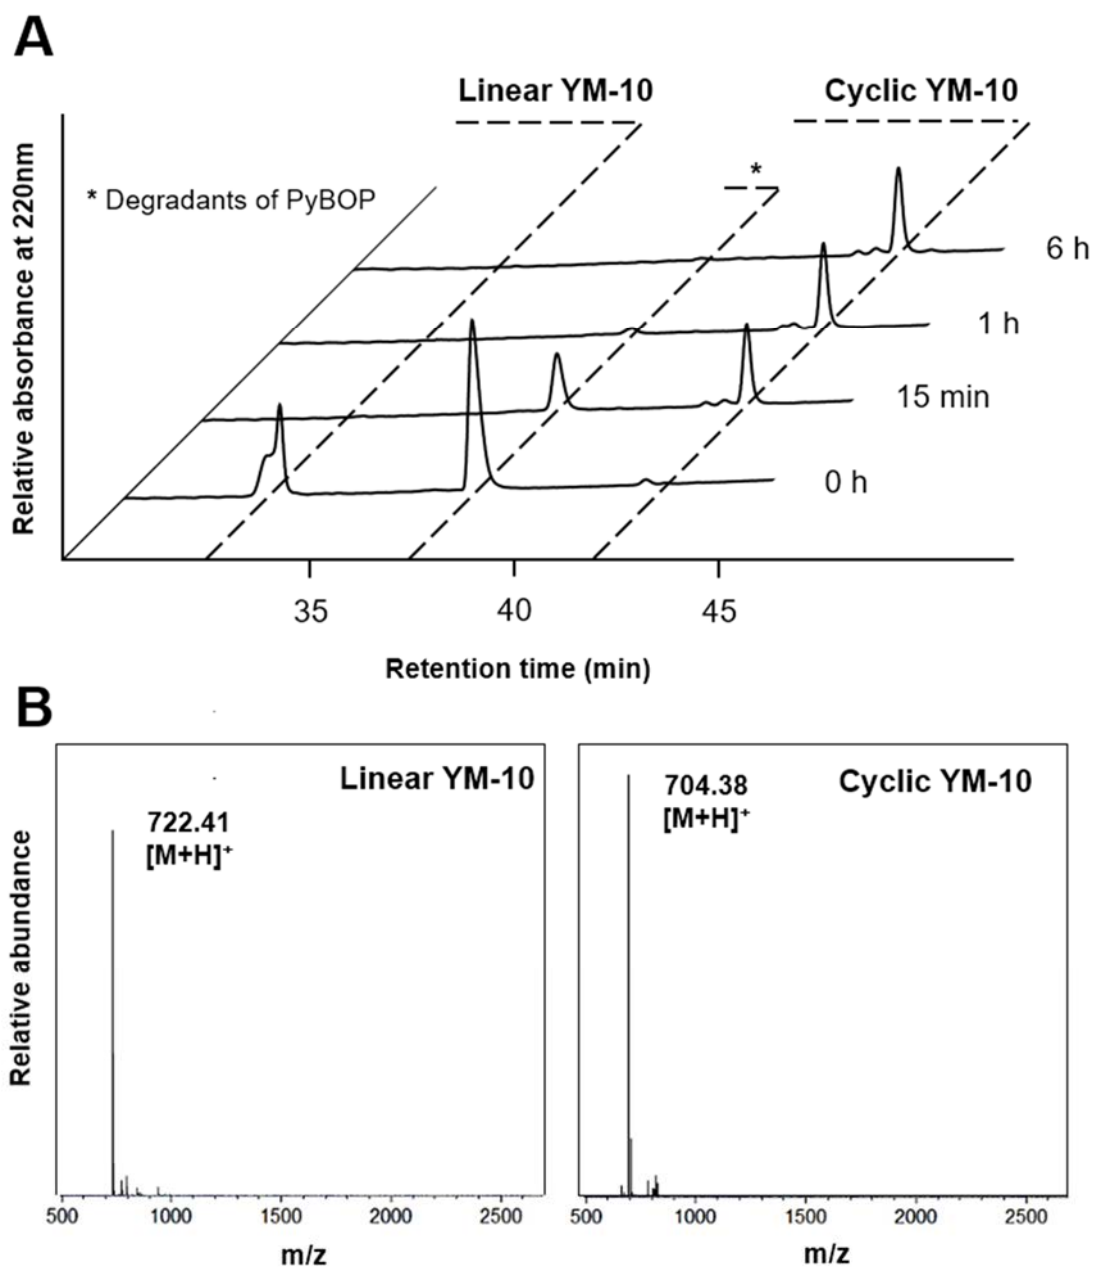 A
Linear YM-10
Cyclic YM-10
*
* Degradants of PyBOP
6 h
1 h
15 min
0 h
Relative absorbance at 220nm
35
40
45
Retention time (min)
B
Linear YM-10
722.41
[M+H]⁺
Cyclic YM-10
704.38
[M+H]⁺
Relative abundance
500
1000
1500
2000
2500
m/z
500
1000
1500
2000
2500
m/z